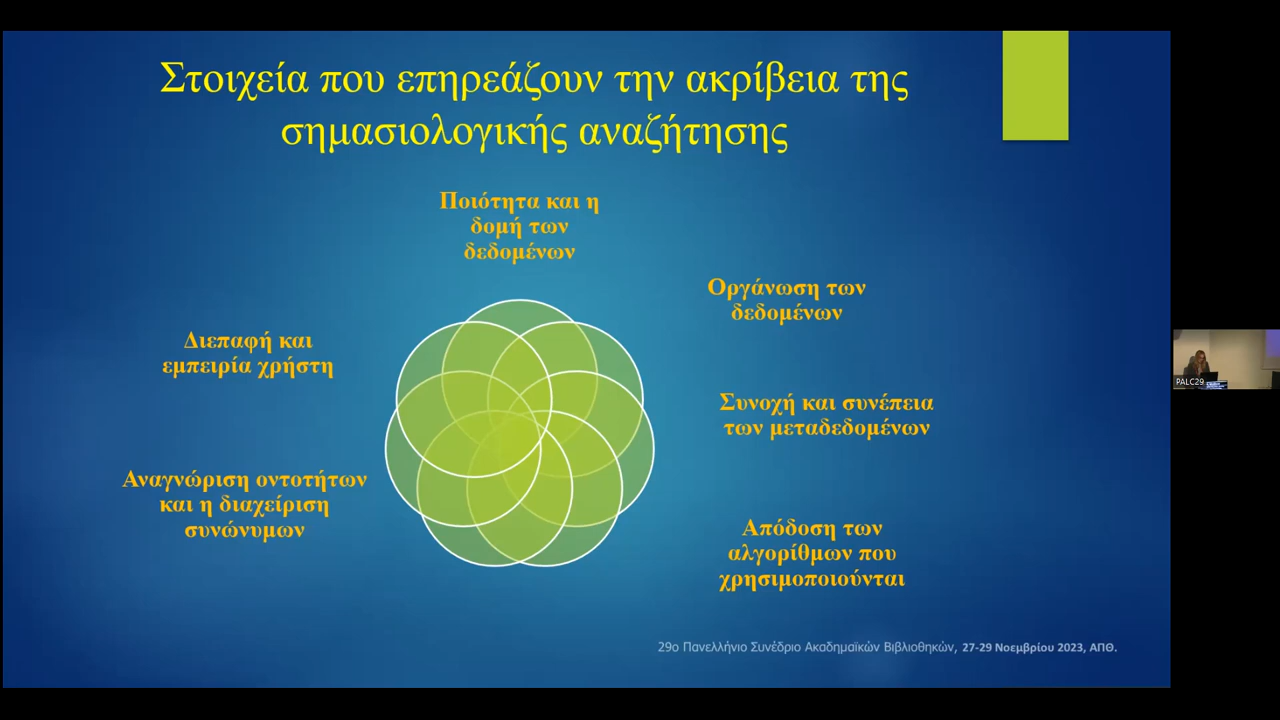 Στοιχεία που επηρεάζουν την ακρίβεια της
σημασιολογικής αναζήτησης
Ποιότητα και η
δομή των
δεδομένων
Οργάνωση των
δεδομένων
Συνοχή και συνέπεια
των μεταδεδομένων
Απόδοση των
αλγορίθμων που
χρησιμοποιούνται
Αναγνώριση οντοτήτων
και η διαχείριση
συνώνυμων
Διεπαφή και
εμπειρία χρήστη
29ο Πανελλήνιο Συνέδριο Ακαδημαϊκών Βιβλιοθηκών, 27-29 Νοεμβρίου 2023, ΑΠΘ.
PALC29